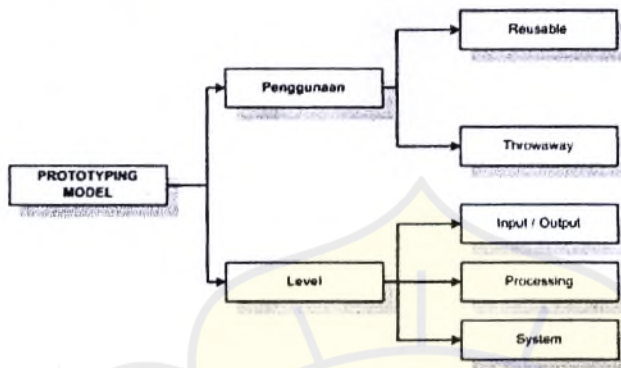 Reusable
Penggunaan
Throwaway
PROTOTYPING
MODEL
Input / Output
Level
Processing
System